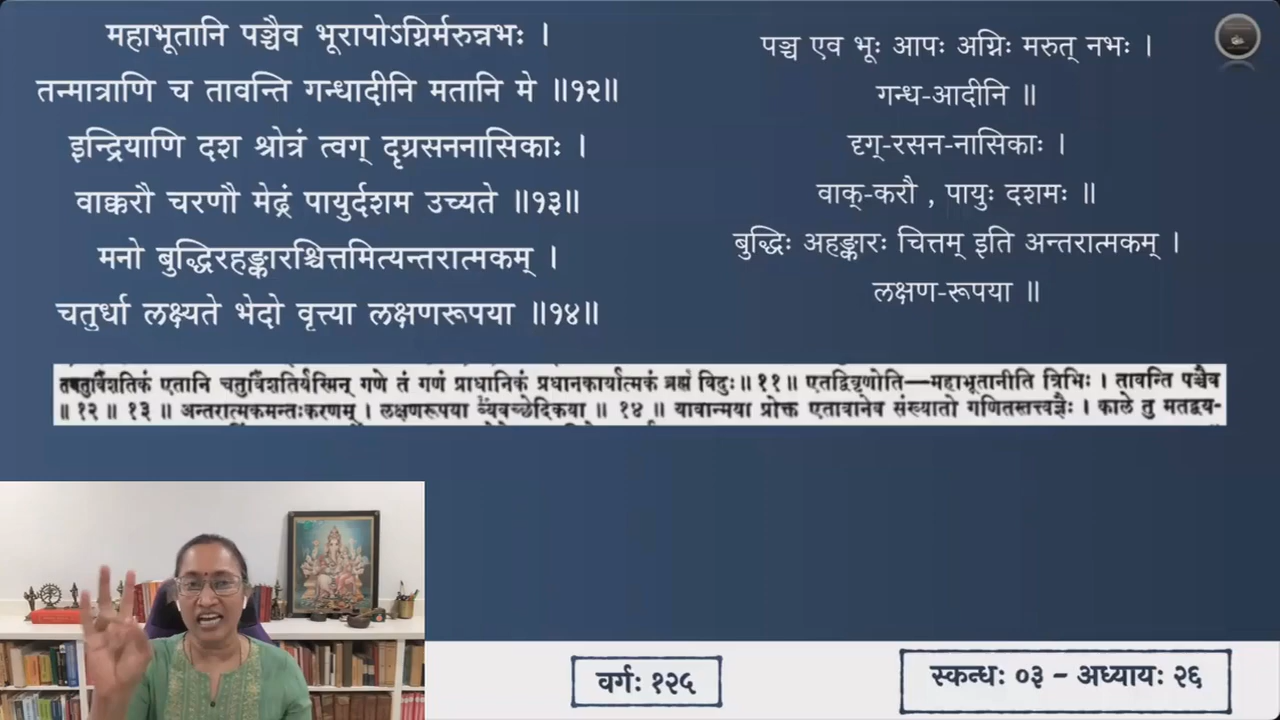 महाभूतानि पञ्चैव भूरापोऽग्निर्मरुन्नभः ।
तन्मात्राणि च तावन्ति गन्धादीनि मतानि मे ॥१२॥
इन्द्रियाणि दश श्रोत्रं त्वग् दृग्रसननासिकाः ।
वाक्करौ चरणौ मेढ्रं पायुर्दशम उच्यते ॥१३॥
मनो बुद्धिरहङ्कारश्चित्तमित्यन्तरात्मकम् ।
चतुर्धा लक्ष्यते भेदो वृत्त्या लक्षणरूपया ॥१४॥
पञ्च एव भूः आपः अग्निः मरुत् नभः ।
गन्ध-आदीनि ॥
दृग्-रसन-नासिकाः ।
वाक्-करौ , पायुः दशमः ॥
बुद्धिः अहङ्कारः चित्तम् इति अन्तरात्मकम् ।
लक्षण-रूपया ॥
एतानि चतुर्विंशतिर्यस्मिन् गणे तं गणं प्राधानिकं प्रधानकार्यात्मकं ब्रह्म विदुः॥ ११॥ एतद्विवृणोति—महाभूतानीति त्रिभिः । तावन्ति पञ्चैव
॥ १२ ॥ १३ ॥ अन्तरात्मकमन्तःकरणम् । लक्षणरूपया व्यवच्छेदिकया ॥ १४ ॥ यावान्मया प्रोक्त एतावानेव संख्यातो गणितस्तत्त्वज्ञैः । काले तु मतद्वय-
वर्गः १२५
स्कन्धः ०३ - अध्यायः २६